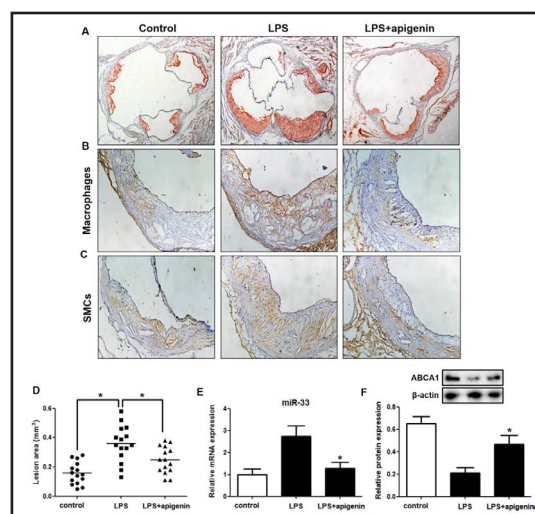 Control LPS LPS+apigenin
A
B
Macrophages
C
SMCs
D
Lesion area (mm²)
0.8
0.6
0.4
0.2
0.0
* *
control LPS LPS+apigenin
E
miR-33
Relative mRNA expression
4
3
2
1
0
*
control LPS LPS+apigenin
F
ABCA1
β-actin
Relative protein expression
0.8
0.6
0.4
0.2
0.0
*
control LPS LPS+apigenin